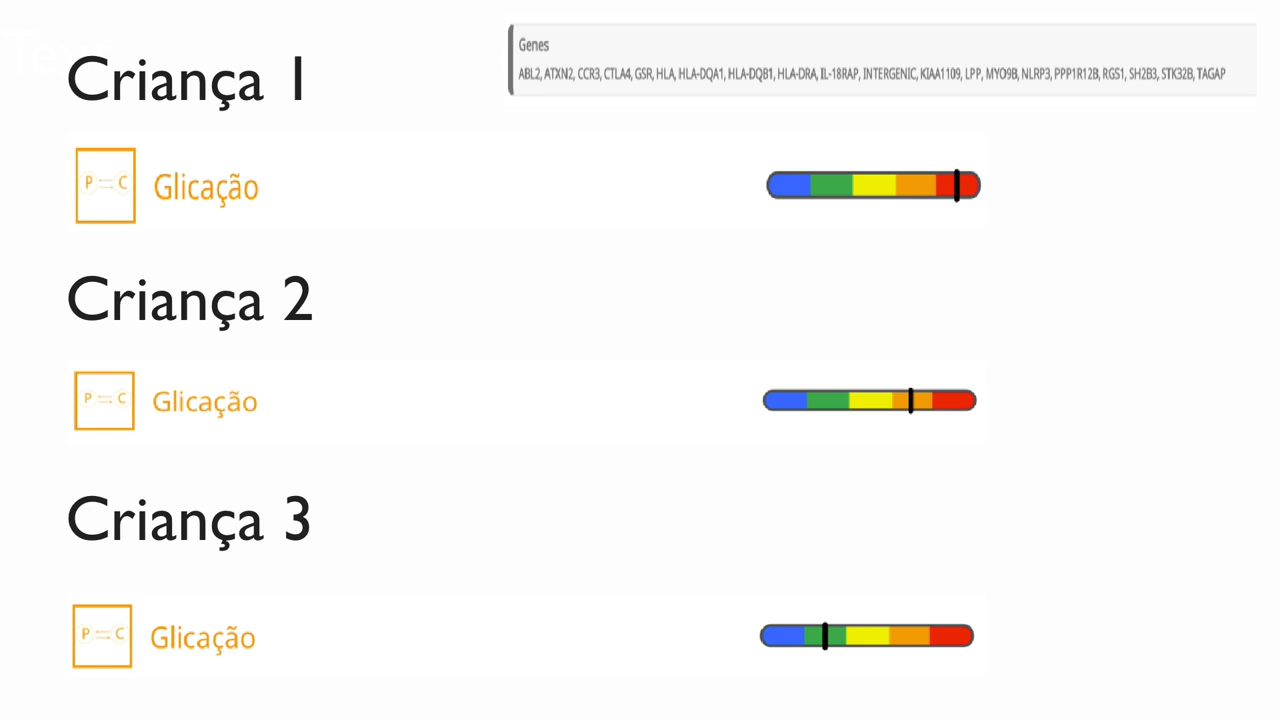 Criança 1
Genes
ABL2, ATXN2, CCR3, CTLA4, GSR, HLA, HLA-DQA1, HLA-DQB1, HLA-DRA, IL-18RAP, INTERGENIC, KIAA1109, LPP, MYO9B, NLRP3, PPP1R12B, RGS1, SH2B3, STK32B, TAGAP
P C Glicação
Criança 2
P C Glicação
Criança 3
P C Glicação